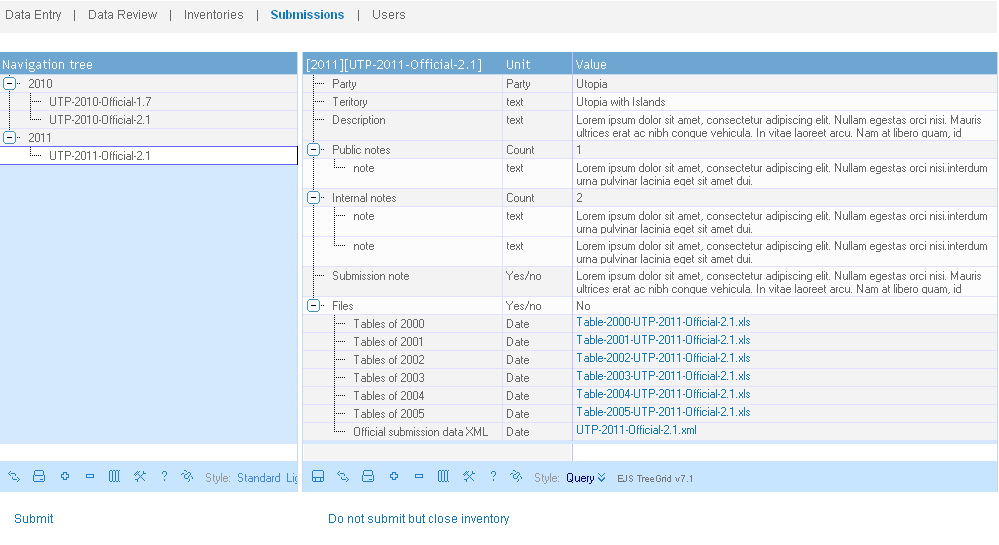 Data Entry | Data Review | Inventories | Submissions | Users
Navigation tree
2010
UTP-2010-Official-1.7
UTP-2010-Official-2.1
2011
UTP-2011-Official-2.1
[2011][UTP-2011-Official-2.1] Unit Value
Party Party Utopia
Teritory text Utopia with Islands
Description text Lorem ipsum dolor sit amet, consectetur adipiscing elit. Nullam egestas orci nisi. Mauris
ultrices erat ac nibh congue vehicula. In vitae laoreet arcu. Nam at libero quam, id
Public notes Count 1
note text Lorem ipsum dolor sit amet, consectetur adipiscing elit. Nullam egestas orci nisi.interdum
urna pulvinar lacinia eget sit amet dui.
Internal notes Count 2
note text Lorem ipsum dolor sit amet, consectetur adipiscing elit. Nullam egestas orci nisi.interdum
urna pulvinar lacinia eget sit amet dui.
note text Lorem ipsum dolor sit amet, consectetur adipiscing elit. Nullam egestas orci nisi.interdum
urna pulvinar lacinia eget sit amet dui.
Submission note Yes/no Lorem ipsum dolor sit amet, consectetur adipiscing elit. Nullam egestas orci nisi. Mauris
ultrices erat ac nibh congue vehicula. In vitae laoreet arcu. Nam at libero quam, id
Files Yes/no No
Tables of 2000 Date Table-2000-UTP-2011-Official-2.1.xls
Tables of 2001 Date Table-2001-UTP-2011-Official-2.1.xls
Tables of 2002 Date Table-2002-UTP-2011-Official-2.1.xls
Tables of 2003 Date Table-2003-UTP-2011-Official-2.1.xls
Tables of 2004 Date Table-2004-UTP-2011-Official-2.1.xls
Tables of 2005 Date Table-2005-UTP-2011-Official-2.1.xls
Official submission data XML Date UTP-2011-Official-2.1.xml
Style: Standard Lig
Style: Query EJS TreeGrid v7.1
Submit
Do not submit but close inventory